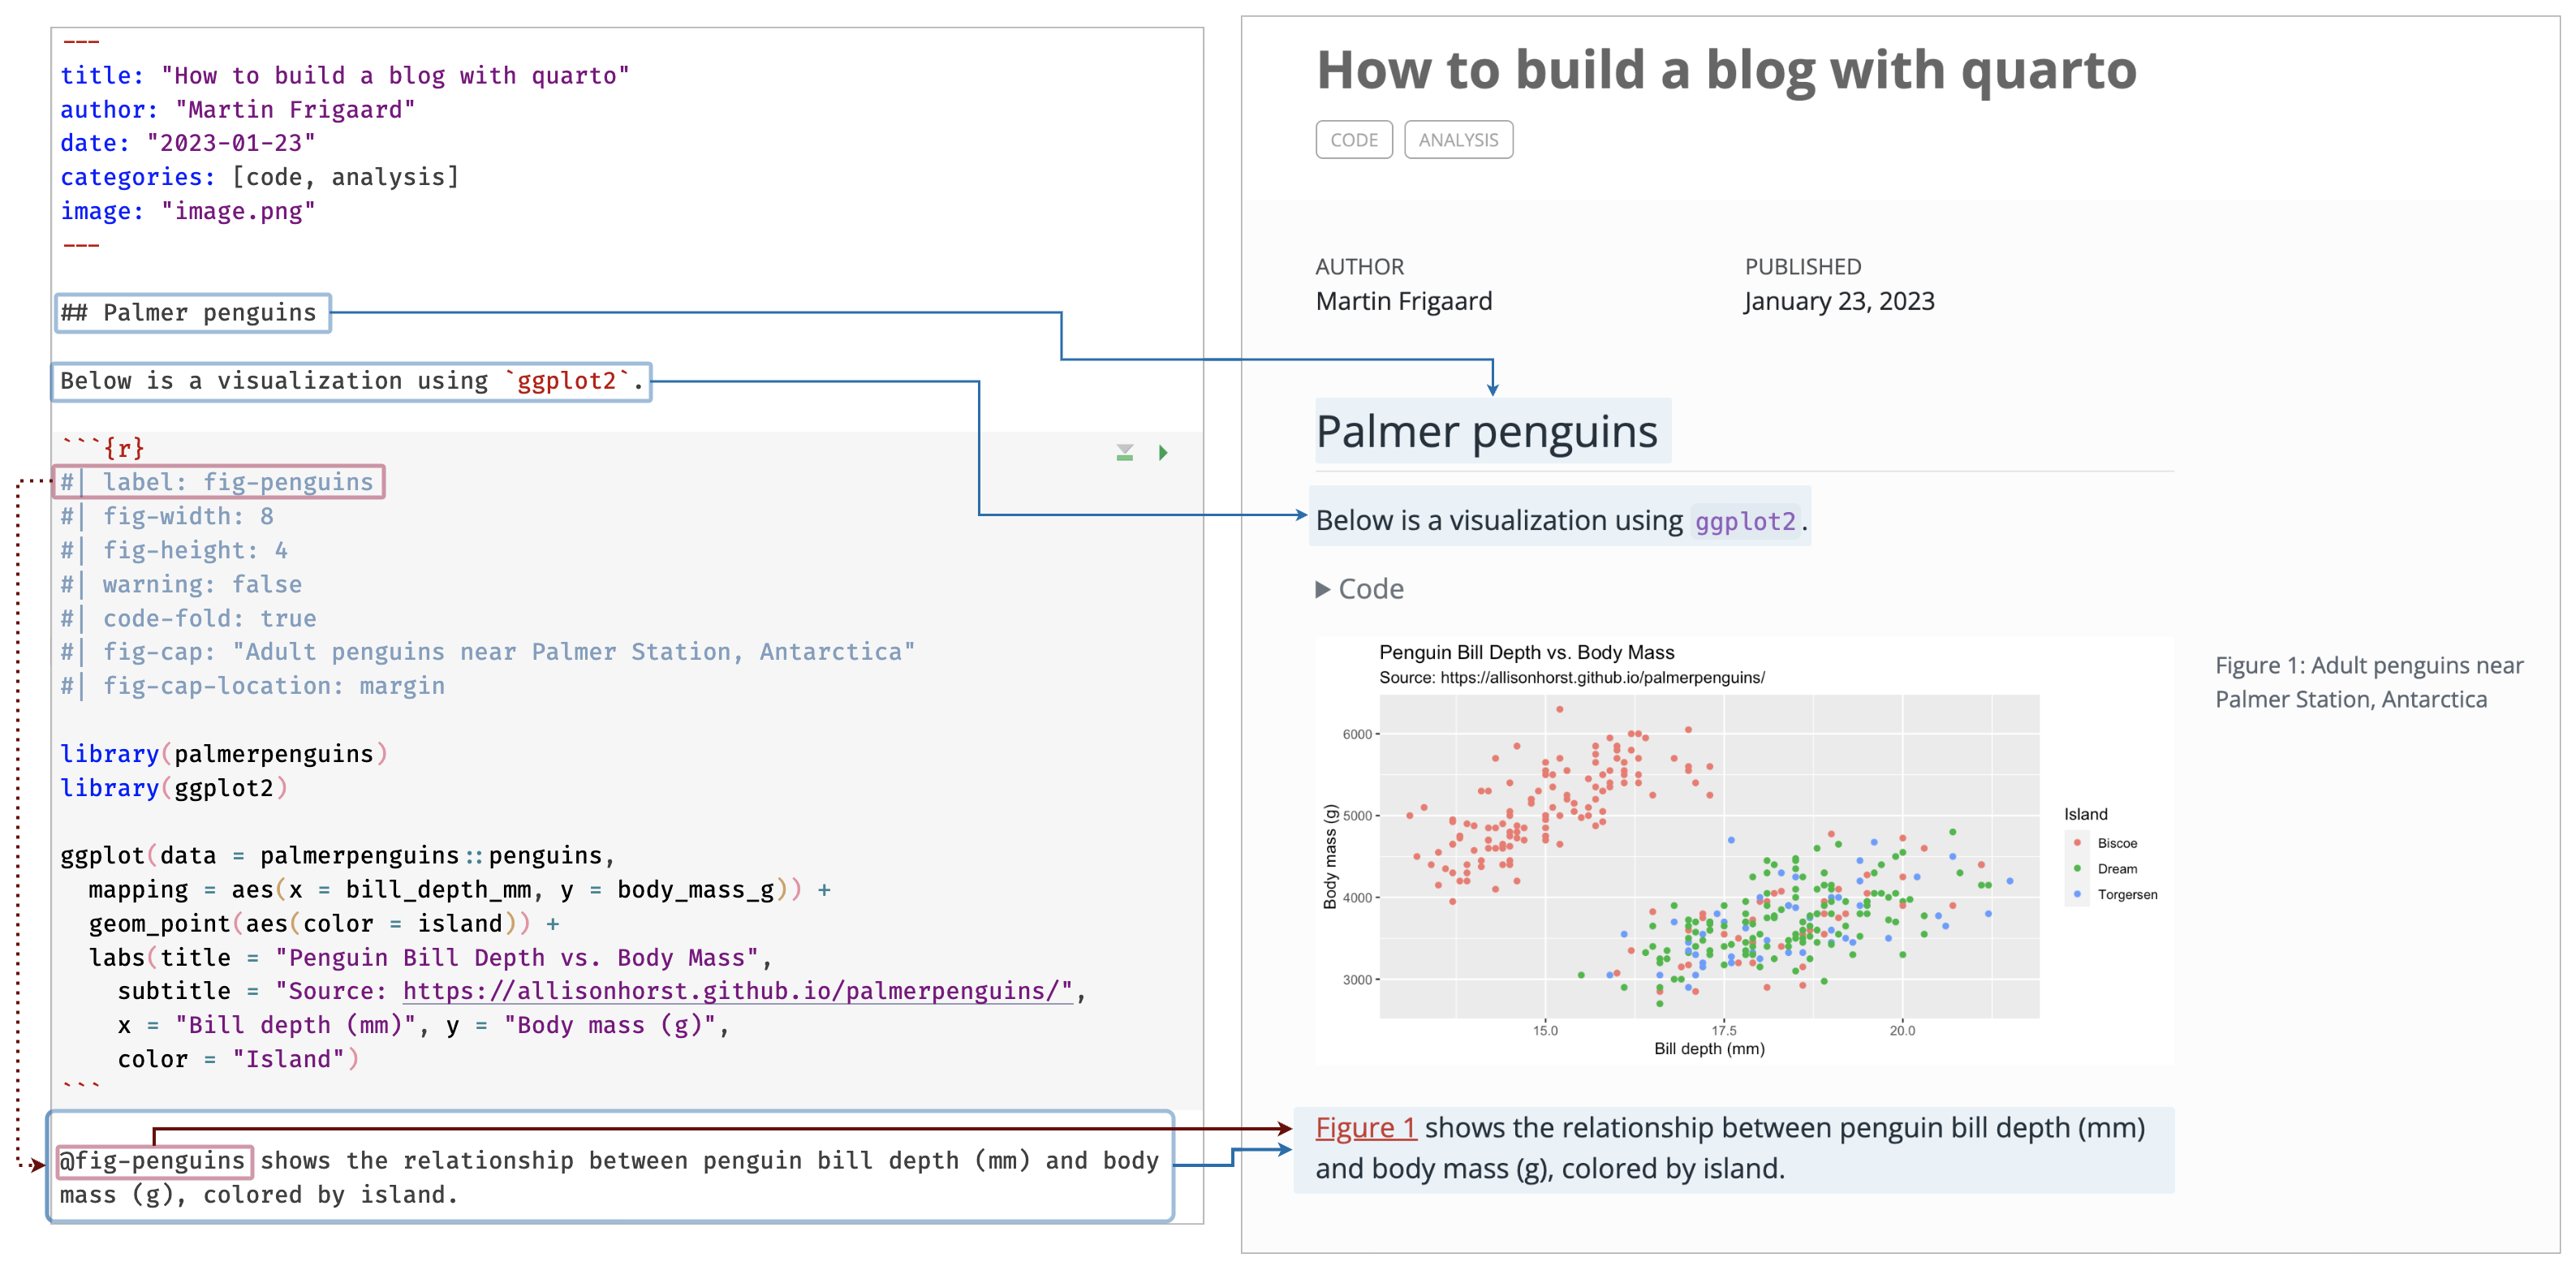 ---
title: "How to build a blog with quarto"
author: "Martin Frigaard"
date: "2023-01-23"
categories: [code, analysis]
image: "image.png"
---
## Palmer penguins
Below is a visualization using `ggplot2`.
```{r}
#| label: fig-penguins
#| fig-width: 8
#| fig-height: 4
#| warning: false
#| code-fold: true
#| fig-cap: "Adult penguins near Palmer Station, Antarctica"
#| fig-cap-location: margin
library(palmerpenguins)
library(ggplot2)
ggplot(data = palmerpenguins::penguins,
  mapping = aes(x = bill_depth_mm, y = body_mass_g)) +
  geom_point(aes(color = island)) +
  labs(title = "Penguin Bill Depth vs. Body Mass",
    subtitle = "Source: https://allisonhorst.github.io/palmerpenguins/",
    x = "Bill depth (mm)", y = "Body mass (g)",
    color = "Island")
```
@fig-penguins shows the relationship between penguin bill depth (mm) and body
mass (g), colored by island.
How to build a blog with quarto
CODE ANALYSIS
AUTHOR PUBLISHED
Martin Frigaard January 23, 2023
Palmer penguins
Below is a visualization using ggplot2.
Code
Penguin Bill Depth vs. Body Mass
Source: https://allisonhorst.github.io/palmerpenguins/
6000
5000
4000
3000
Body mass (g)
15.0 17.5 20.0
Bill depth (mm)
Island
Biscoe
Dream
Torgersen
Figure 1: Adult penguins near
Palmer Station, Antarctica
Figure 1 shows the relationship between penguin bill depth (mm)
and body mass (g), colored by island.